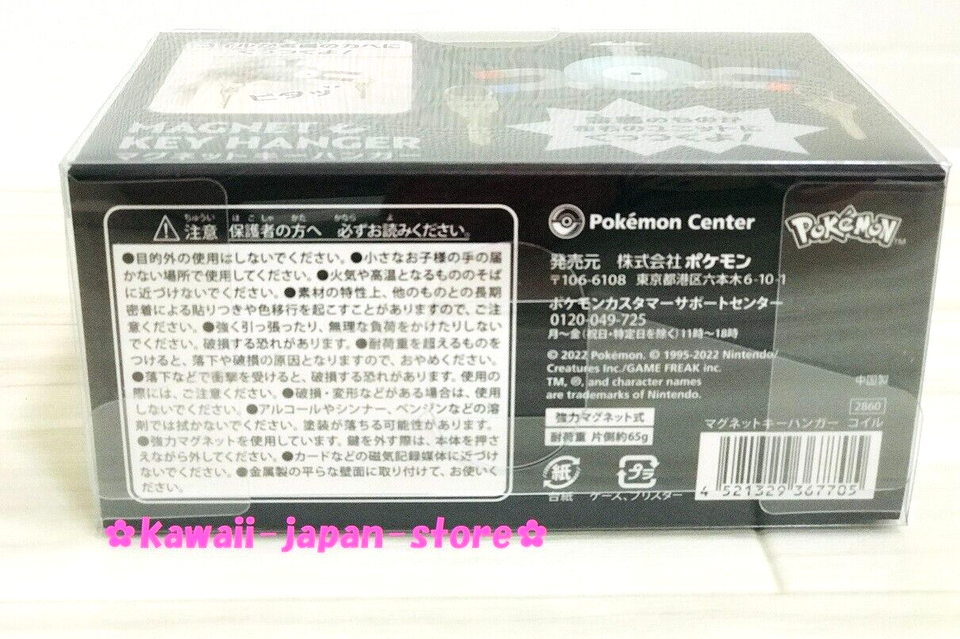 MAGNET
KEY HANGER
マグネットキーハンガー
ピタッ
注意 保護者の方へ 必ずお読みください。
●目的外の使用はしないでください。●小さなお子様の手の届
かない場所で使用してください。●火気や高温となるもののそば
に近づけないでください。●素材の特性上、他のものとの長期
密着による貼りつきや色移行を起こすことがありますので、ご注
意ください。●強く引っ張ったり、無理な負荷をかけたりしない
でください。破損する恐れがあります。●耐荷重を超えるものを
つけると、落下や破損の原因となりますので、おやめください。
●落下などで衝撃を受けると、破損する恐れがあります。使用の
際には、ご注意ください。●破損・変形などがある場合は、使用
しないでください。●アルコールやシンナー、ベンジンなどの溶
剤では拭かないでください。塗装が落ちる可能性があります。
●強力マグネットを使用しています。鍵を外す際は、本体を押さ
えながら外してください。●カードなどの磁気記録媒体に近づけ
ないでください。●金属製の平らな壁面に取り付けて、お使いく
ださい。
Pokémon Center
POKÉMON
TM
発売元 株式会社ポケモン
〒106-6108 東京都港区六本木6-10-1
ポケモンカスタマーサポートセンター
0120-049-725
月〜金(祝日・特定日を除く)11時〜18時
© 2022 Pokémon. © 1995-2022 Nintendo/
Creatures Inc./GAME FREAK inc.
TM, ®, and character names
are trademarks of Nintendo.
中国製
強力マグネット式
耐荷重 片側約65g
2860
マグネットキーハンガー コイル
紙
プラ
台紙 ケース、ブリスター
4 521329 367705
✿kawaii-japan-store✿